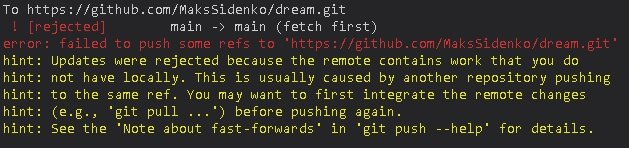 To https://github.com/MaksSidenko/dream.git
! [rejected] main -> main (fetch first)
error: failed to push some refs to 'https://github.com/MaksSidenko/dream.git'
hint: Updates were rejected because the remote contains work that you do
hint: not have locally. This is usually caused by another repository pushing
hint: to the same ref. You may want to first integrate the remote changes
hint: (e.g., 'git pull ...') before pushing again.
hint: See the 'Note about fast-forwards' in 'git push --help' for details.